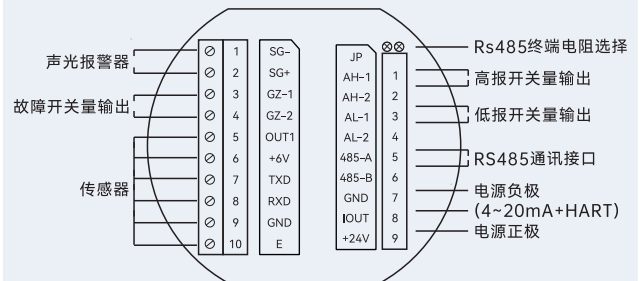 声光报警器
故障开关量输出
传感器
1 SG-
2 SG+
3 GZ-1
4 GZ-2
5 OUT1
6 +6V
7 TXD
8 RXD
9 GND
10 E
JP
AH-1 1
AH-2 2
AL-1 3
AL-2 4
485-A 5
485-B 6
GND 7
IOUT 8
+24V 9
Rs485终端电阻选择
高报开关量输出
低报开关量输出
RS485通讯接口
电源负极
(4~20mA+HART)
电源正极